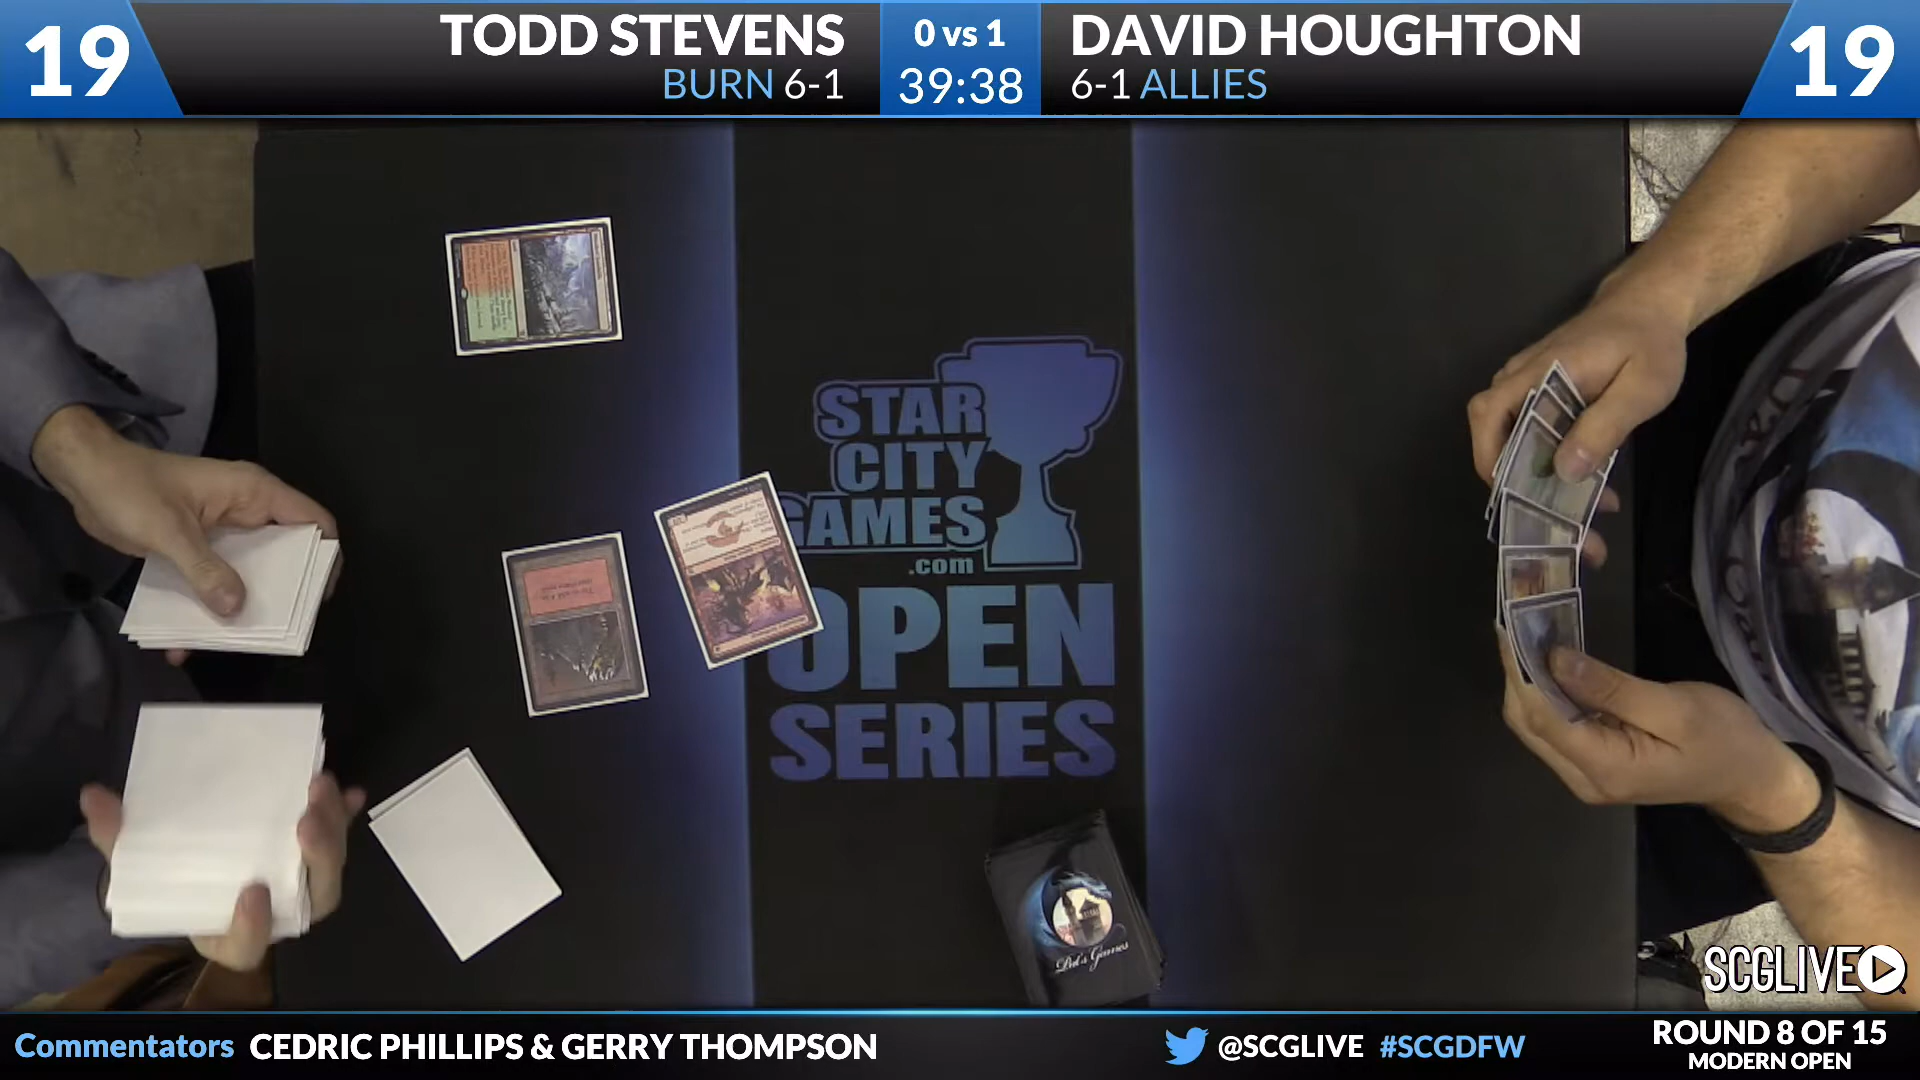 19
TODD STEVENS
BURN 6-1
0 vs 1
39:38
DAVID HOUGHTON
6-1 ALLIES
19
STAR
CITY
GAMES
.com
OPEN
SERIES
SCGLIVE
Commentators CEDRIC PHILLIPS & GERRY THOMPSON
@SCGLIVE #SCGDFW
ROUND 8 OF 15
MODERN OPEN